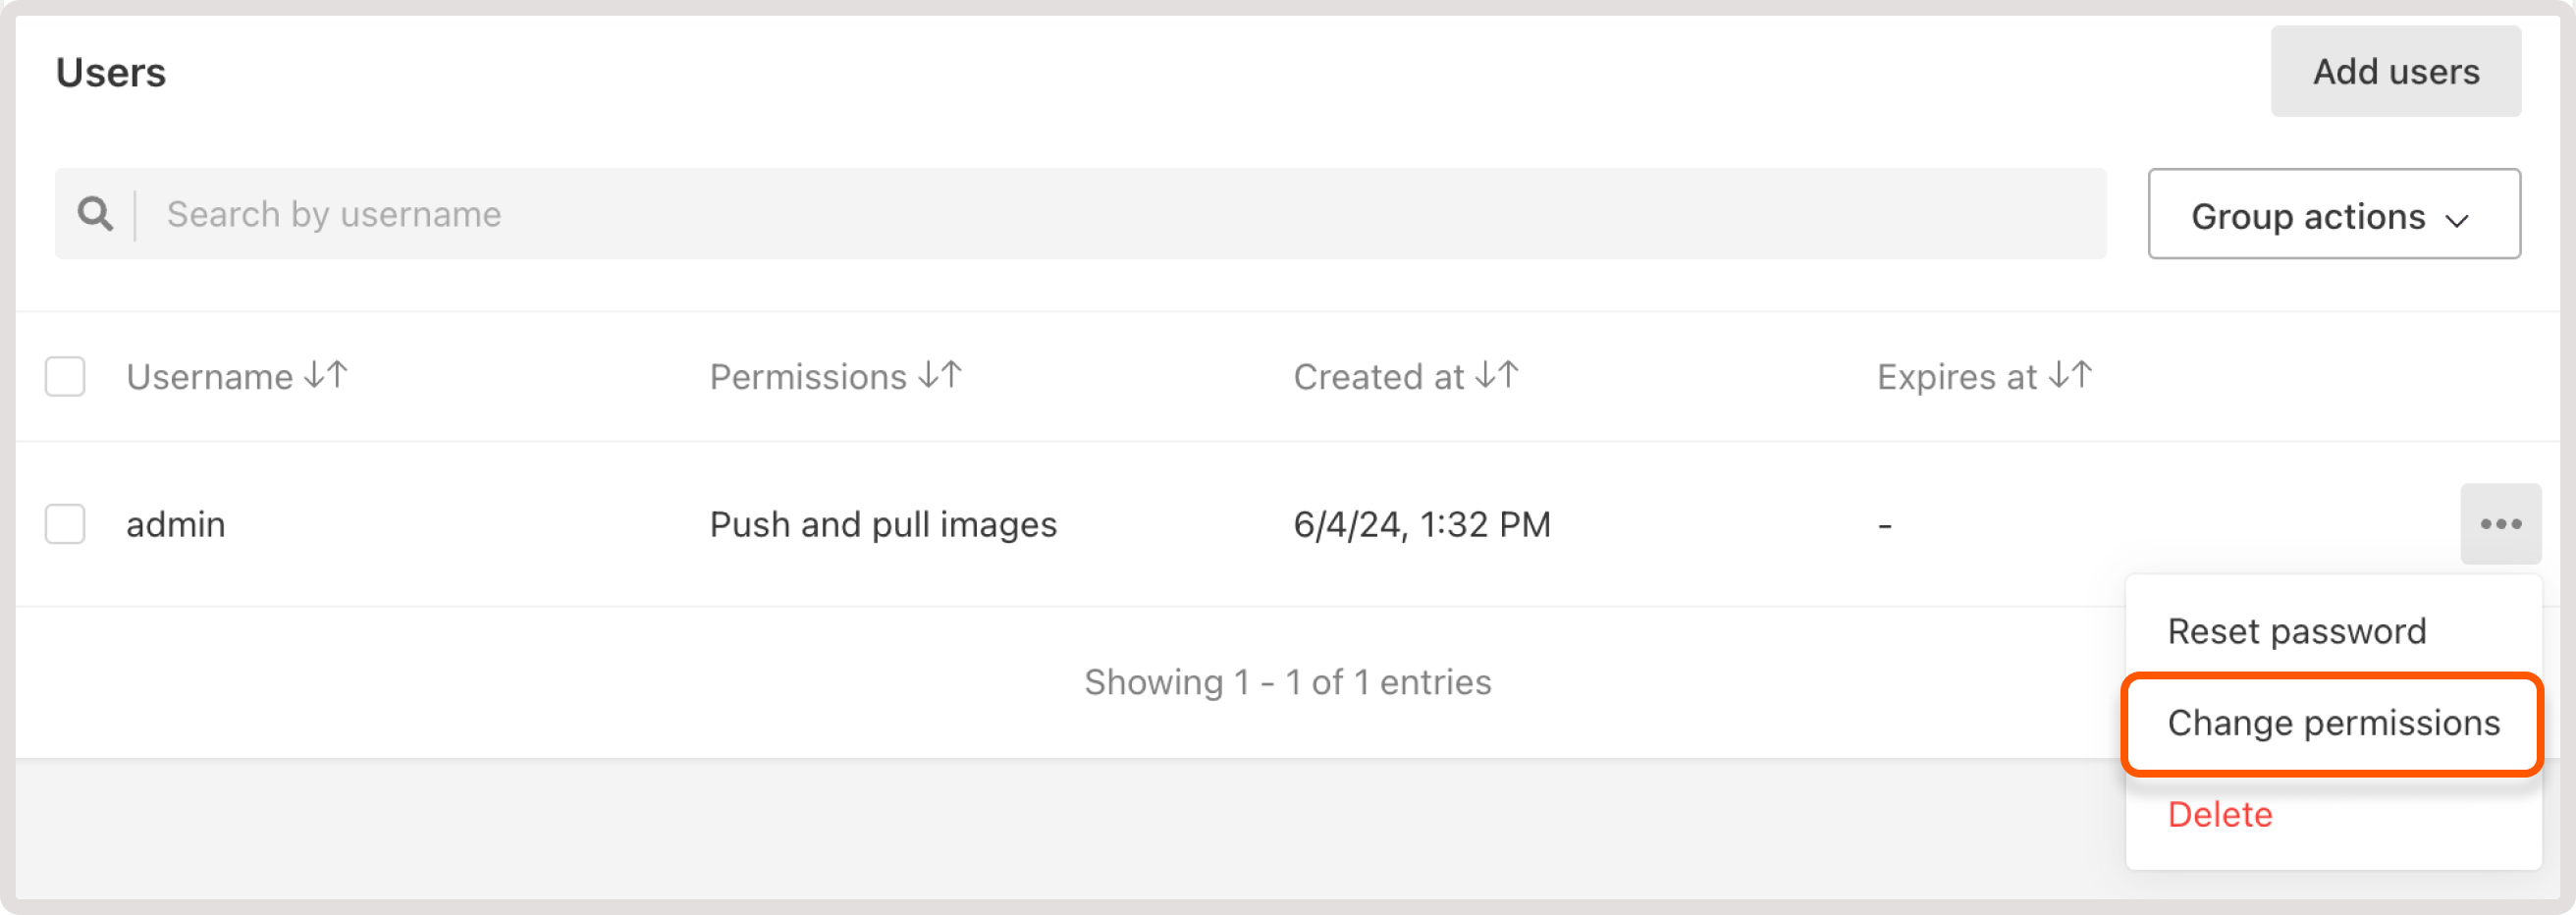 Users
Add users
Search by username
Group actions
Username Permissions Created at Expires at
admin Push and pull images 6/4/24, 1:32 PM -
Reset password
Showing 1 - 1 of 1 entries
Change permissions
Delete